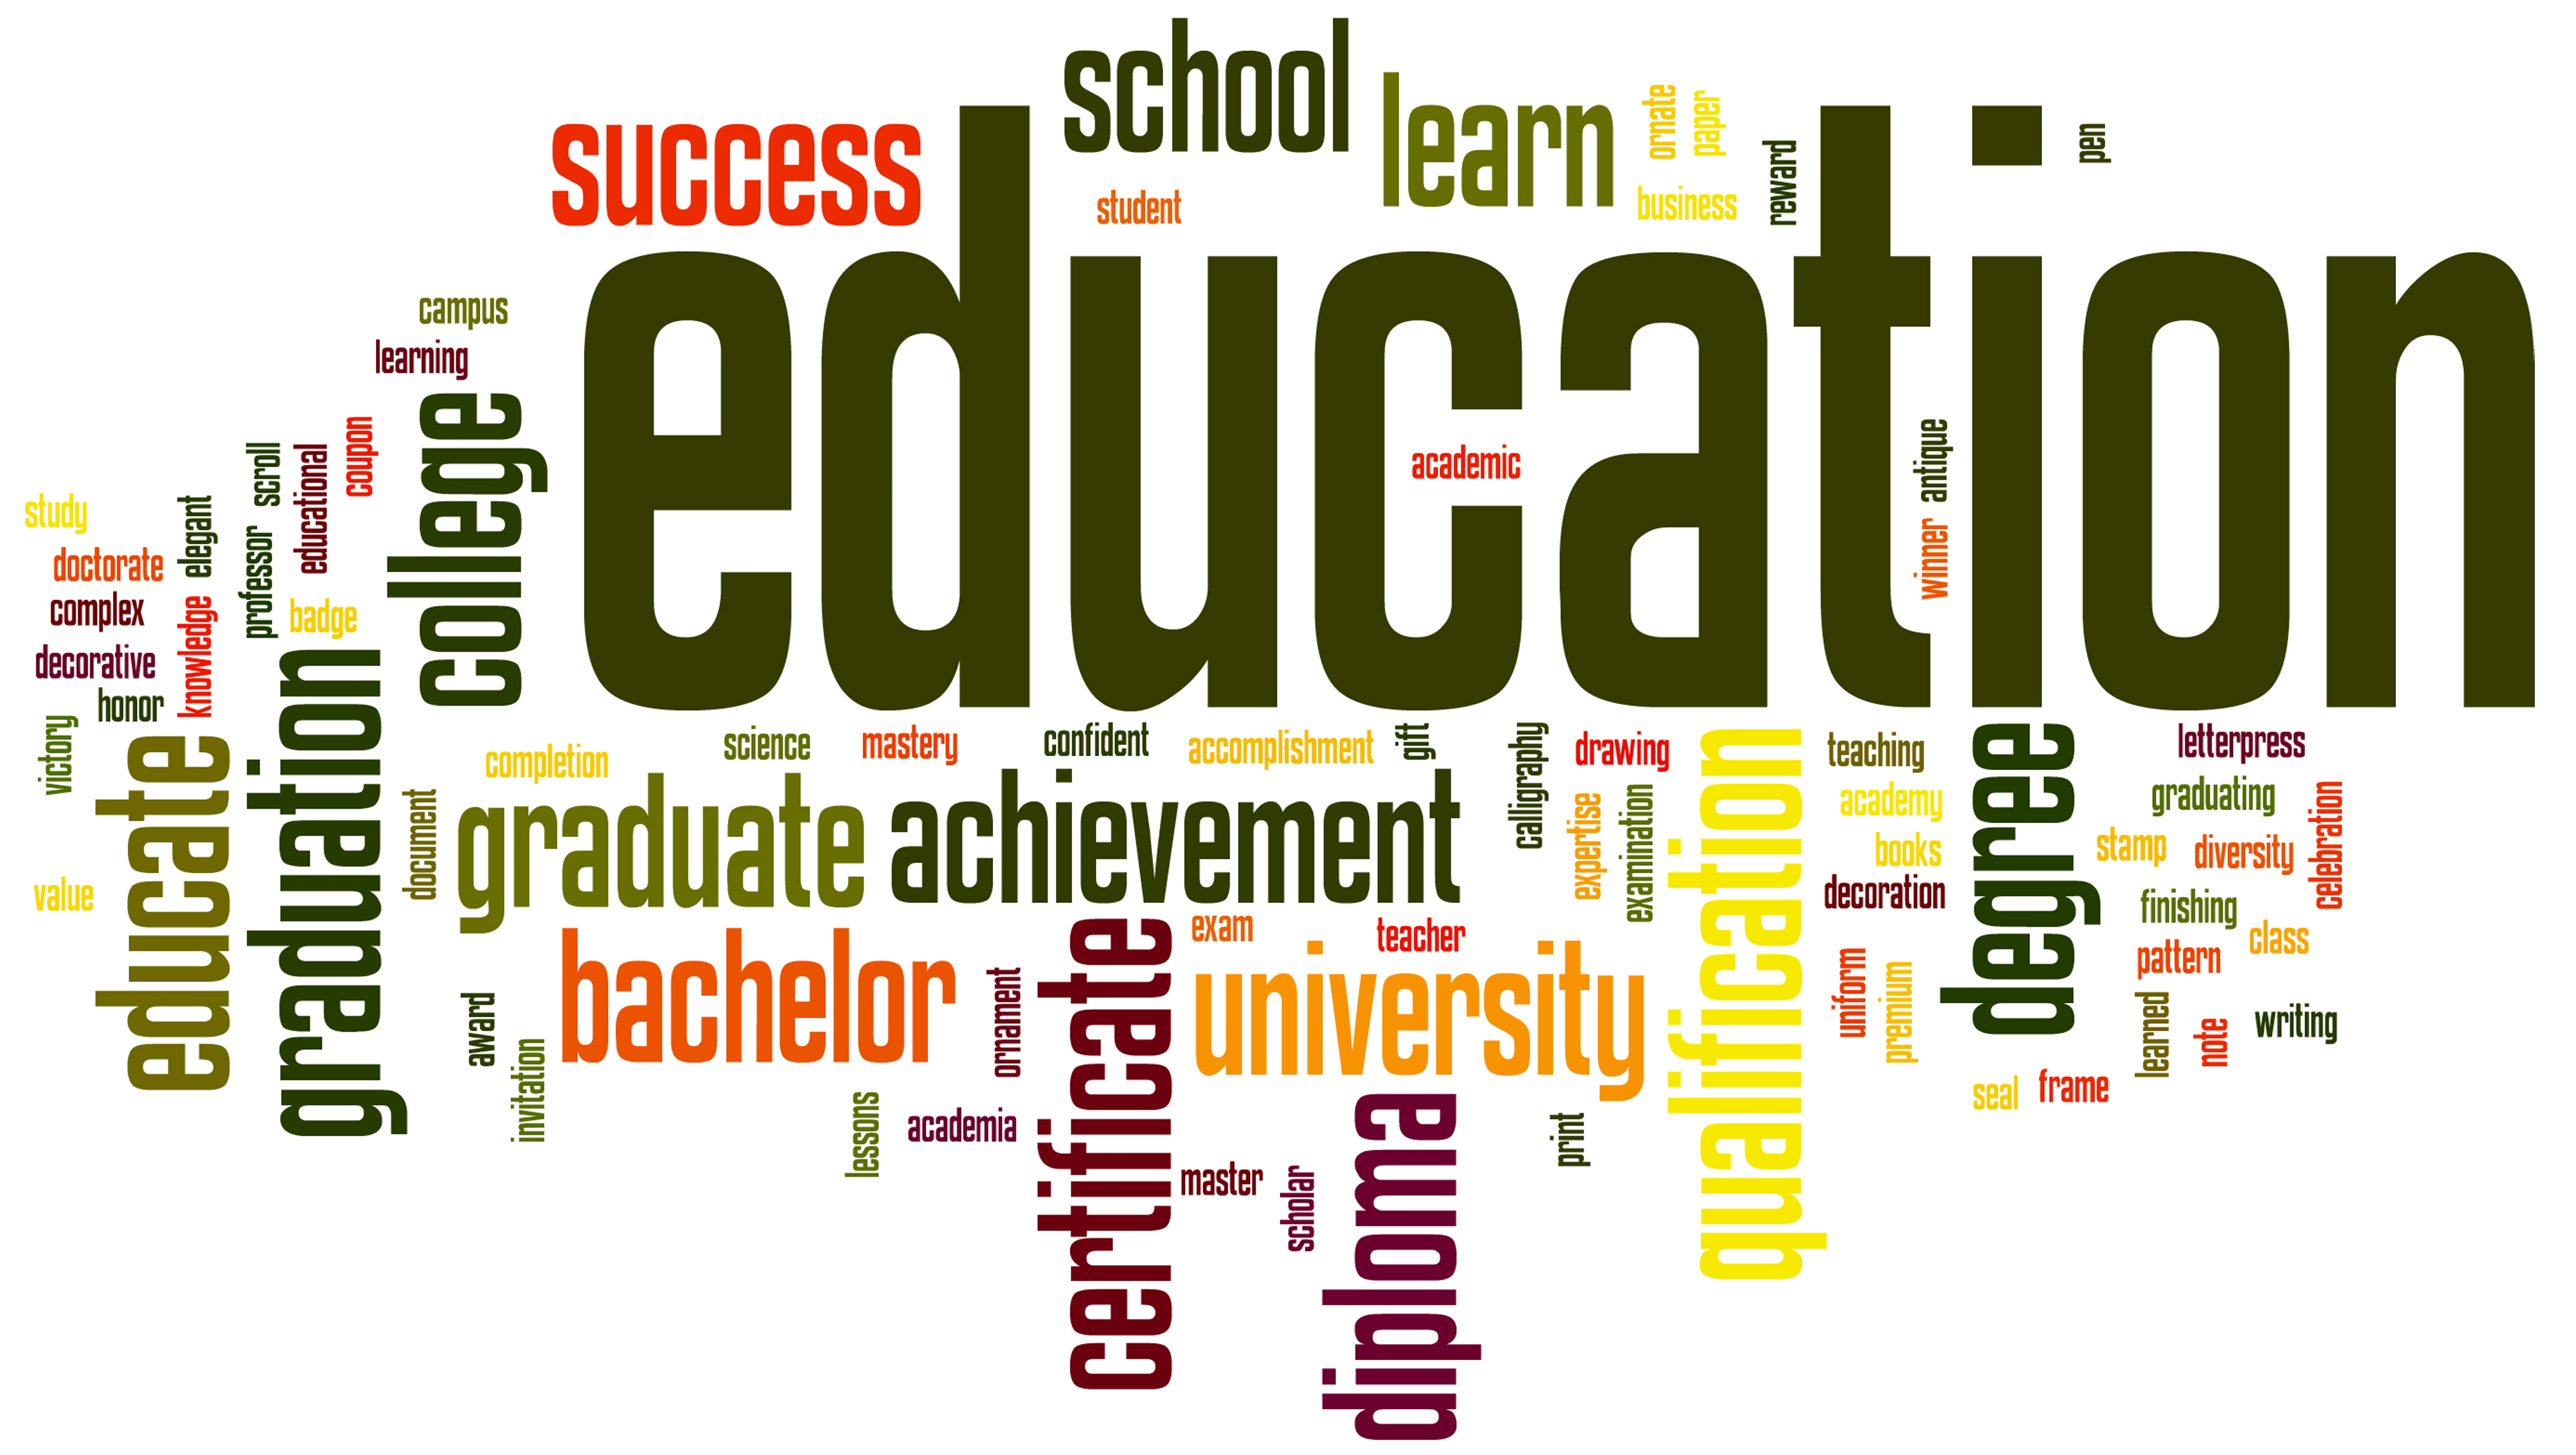 school
learn
success
ornate
paper
business
reward
pen
student
education
campus
learning
college
coupon
educational
scroll
professor
badge
elegant
knowledge
study
doctorate
complex
decorative
honor
victory
academic
antique
winner
educate
value
graduation
document
completion
science
mastery
confident
accomplishment
gift
graduate
achievement
calligraphy
drawing
expertise
examination
qualification
teaching
academy
books
decoration
uniform
premium
degree
letterpress
graduating
stamp
diversity
celebration
finishing
class
pattern
learned
note
writing
seal
frame
award
invitation
bachelor
ornament
lessons
academia
certificate
exam
teacher
university
master
scholar
diploma
print